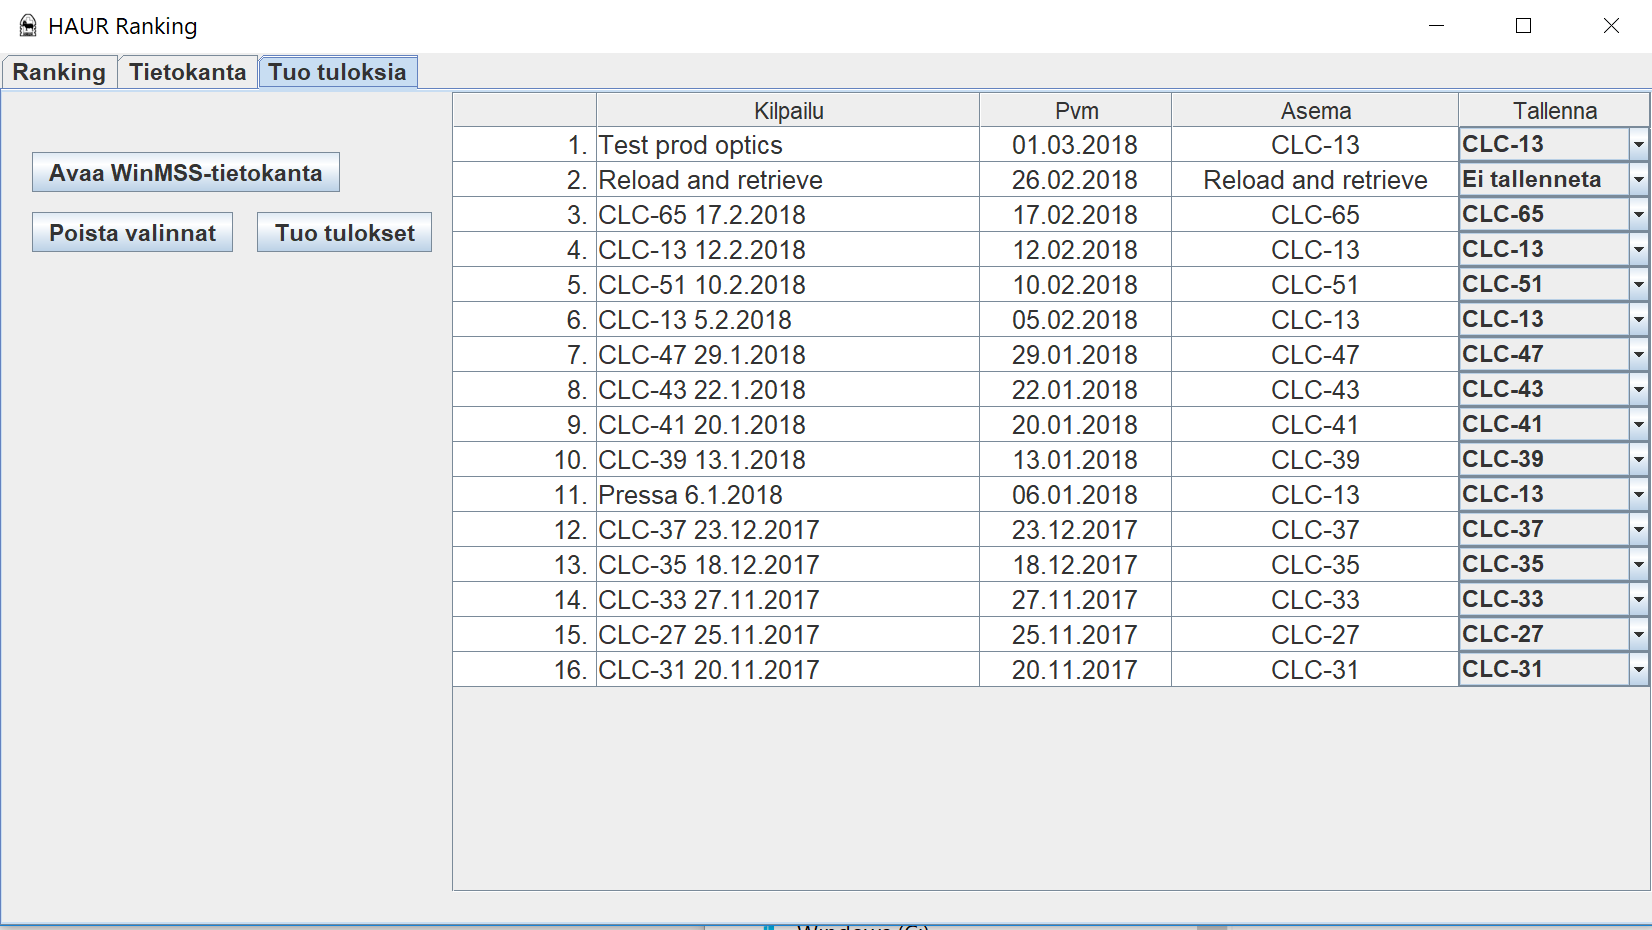 HAUR Ranking
Ranking Tietokanta Tuo tuloksia
Avaa WinMSS-tietokanta
Poista valinnat Tuo tulokset
Kilpailu Pvm Asema Tallenna
1. Test prod optics 01.03.2018 CLC-13 CLC-13
2. Reload and retrieve 26.02.2018 Reload and retrieve Ei tallenneta
3. CLC-65 17.2.2018 17.02.2018 CLC-65 CLC-65
4. CLC-13 12.2.2018 12.02.2018 CLC-13 CLC-13
5. CLC-51 10.2.2018 10.02.2018 CLC-51 CLC-51
6. CLC-13 5.2.2018 05.02.2018 CLC-13 CLC-13
7. CLC-47 29.1.2018 29.01.2018 CLC-47 CLC-47
8. CLC-43 22.1.2018 22.01.2018 CLC-43 CLC-43
9. CLC-41 20.1.2018 20.01.2018 CLC-41 CLC-41
10. CLC-39 13.1.2018 13.01.2018 CLC-39 CLC-39
11. Pressa 6.1.2018 06.01.2018 CLC-13 CLC-13
12. CLC-37 23.12.2017 23.12.2017 CLC-37 CLC-37
13. CLC-35 18.12.2017 18.12.2017 CLC-35 CLC-35
14. CLC-33 27.11.2017 27.11.2017 CLC-33 CLC-33
15. CLC-27 25.11.2017 25.11.2017 CLC-27 CLC-27
16. CLC-31 20.11.2017 20.11.2017 CLC-31 CLC-31